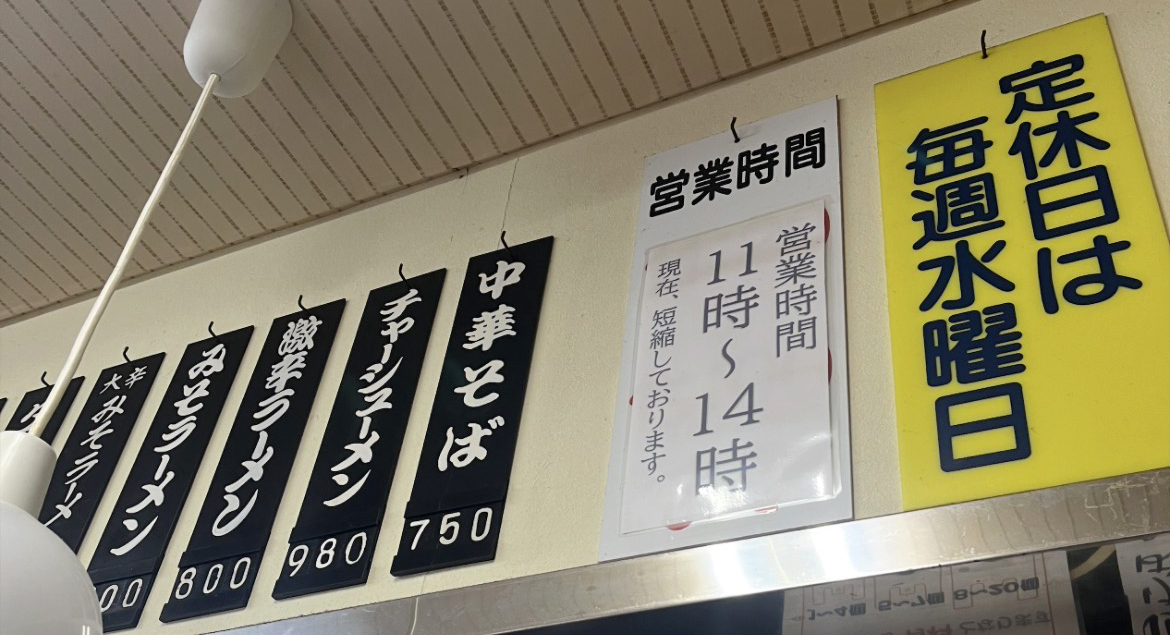 定休日は
毎週水曜日
営業時間
営業時間
11時～14時
現在、短縮しております。
中華そば
750
チャーシューメン
980
激辛ラーメン
800
みそラーメン
00
大辛
みそラーメ